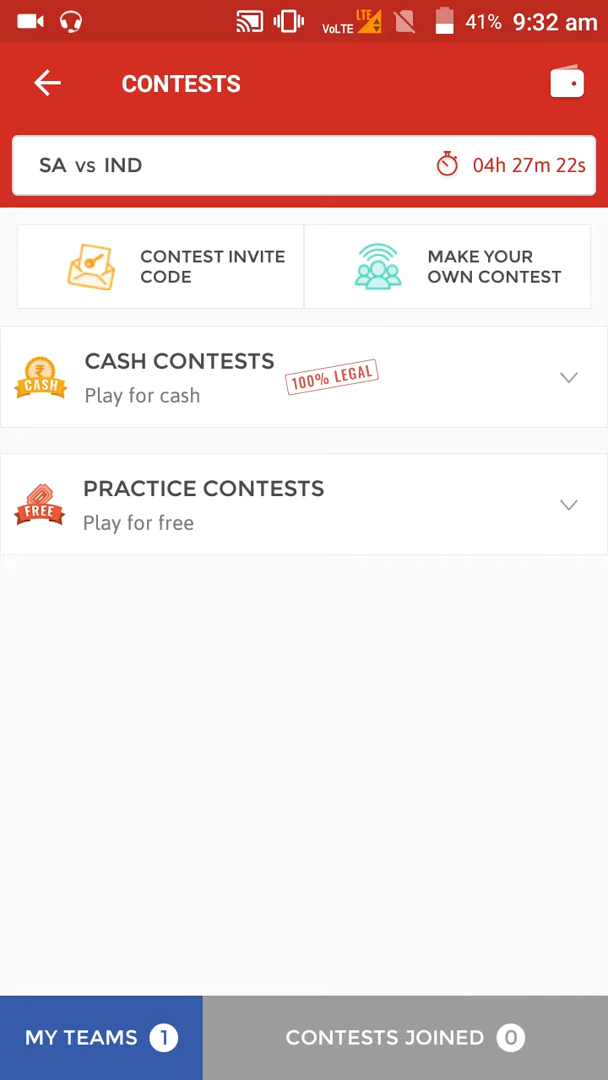 VoLTE LTE 41% 9:32 am
CONTESTS
SA vs IND 04h 27m 22s
CONTEST INVITE
CODE
MAKE YOUR
OWN CONTEST
₹
CASH
CASH CONTESTS
Play for cash
100% LEGAL
FREE
PRACTICE CONTESTS
Play for free
MY TEAMS 1
CONTESTS JOINED 0